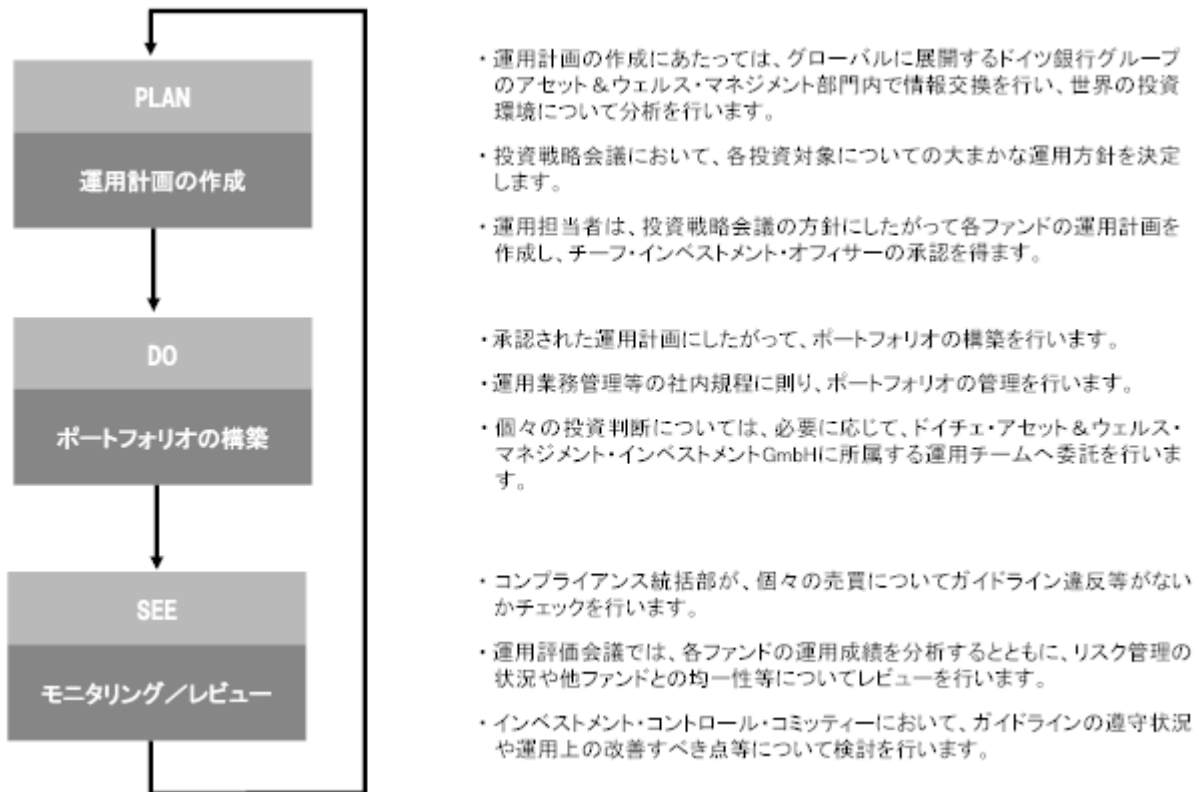 PLAN
運用計画の作成
・運用計画の作成にあたっては、グローバルに展開するドイツ銀行グループ
のアセット＆ウェルス・マネジメント部門内で情報交換を行い、世界の投資
環境について分析を行います。
・投資戦略会議において、各投資対象についての大まかな運用方針を決定
します。
・運用担当者は、投資戦略会議の方針にしたがって各ファンドの運用計画を
作成し、チーフ・インベストメント・オフィサーの承認を得ます。
DO
ポートフォリオの構築
・承認された運用計画にしたがって、ポートフォリオの構築を行います。
・運用業務管理等の社内規程に則り、ポートフォリオの管理を行います。
・個々の投資判断については、必要に応じて、ドイチェ・アセット＆ウェルス・
マネジメント・インベストメントGmbHに所属する運用チームへ委託を行いま
す。
SEE
モニタリング／レビュー
・コンプライアンス統括部が、個々の売買についてガイドライン違反等がない
かチェックを行います。
・運用評価会議では、各ファンドの運用成績を分析するとともに、リスク管理の
状況や他ファンドとの均一性等についてレビューを行います。
・インベストメント・コントロール・コミッティーにおいて、ガイドラインの遵守状況
や運用上の改善すべき点等について検討を行います。